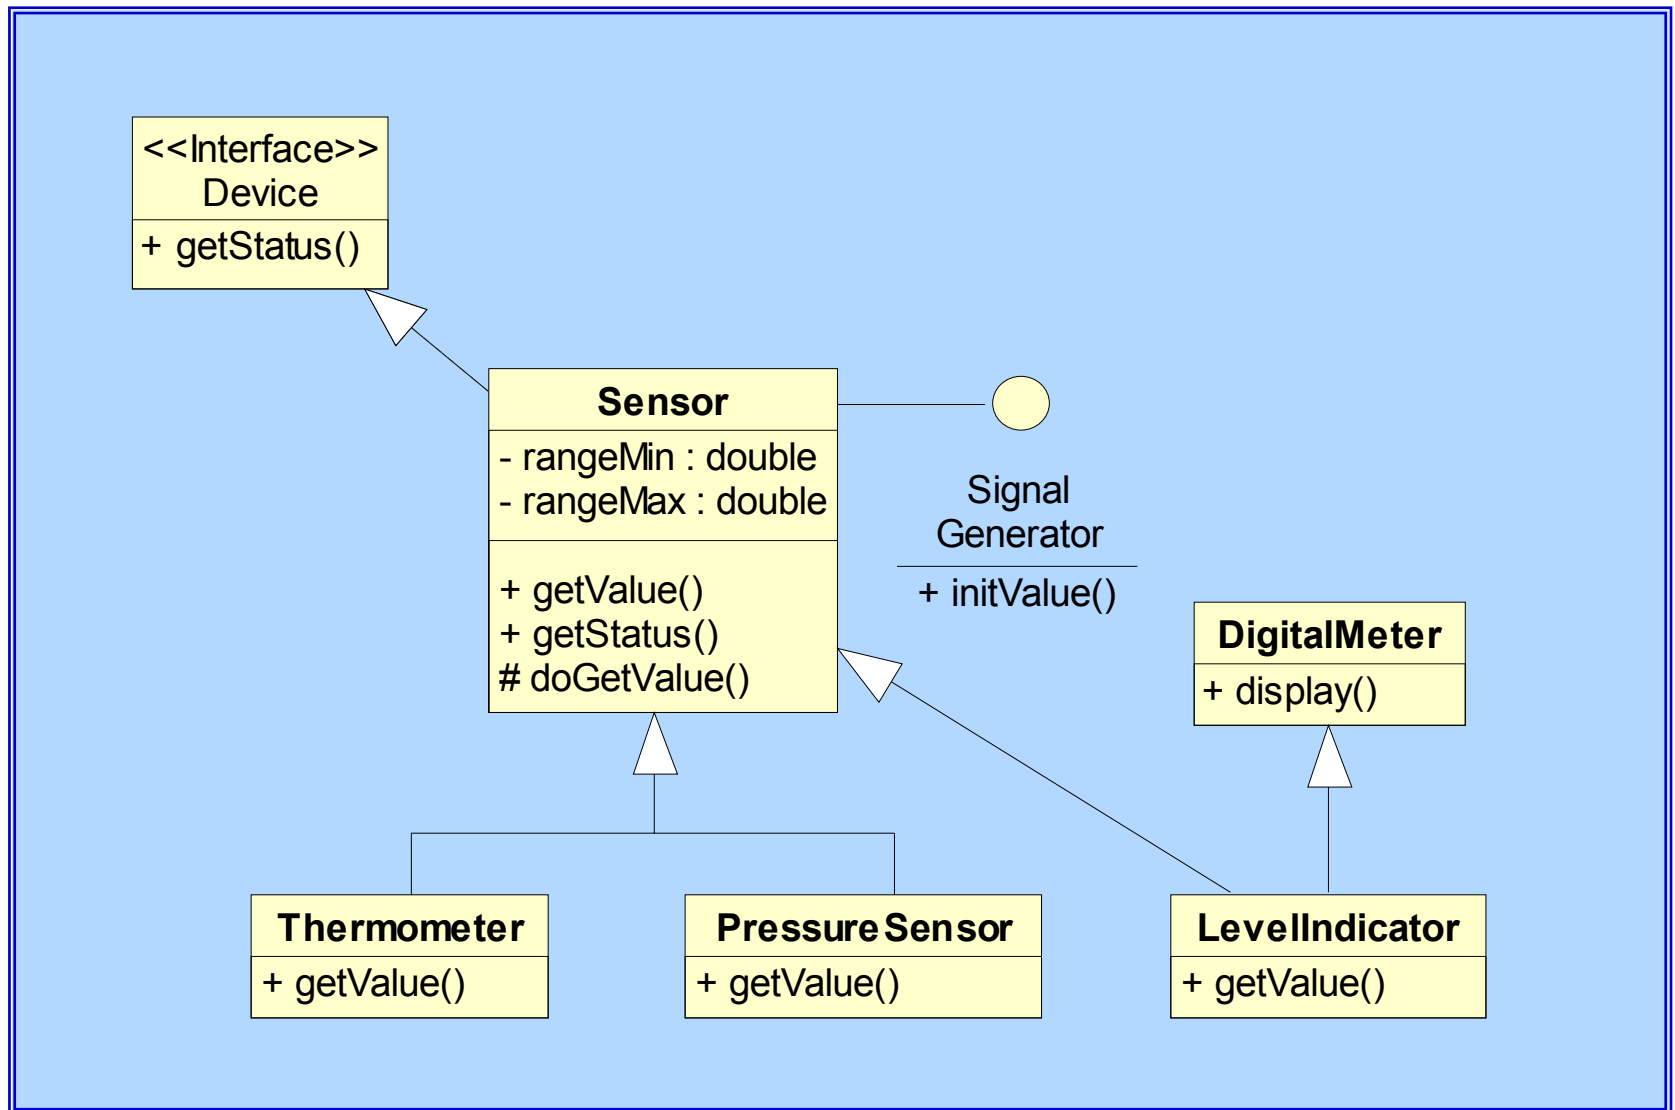 <<Interface>>
Device
+ getStatus()
Sensor
- rangeMin : double
- rangeMax : double
+ getValue()
+ getStatus()
# doGetValue()
Signal
Generator
+ initValue()
DigitalMeter
+ display()
Thermometer
+ getValue()
PressureSensor
+ getValue()
LevelIndicator
+ getValue()